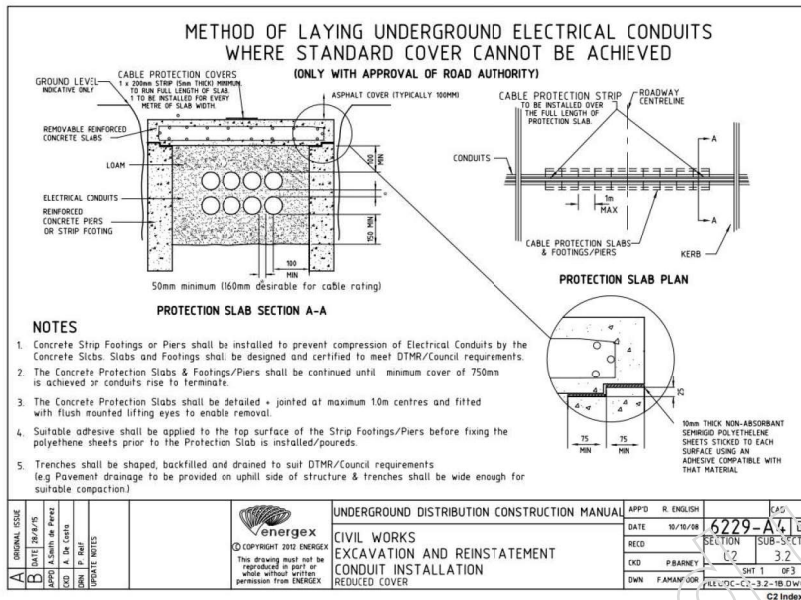 METHOD OF LAYING UNDERGROUND ELECTRICAL CONDUITS
WHERE STANDARD COVER CANNOT BE ACHIEVED
(ONLY WITH APPROVAL OF ROAD AUTHORITY)
GROUND LEVEL
INDICATIVE ONLY
CABLE PROTECTION COVERS
1 x 200mm STRIP (5mm THICK) MINIMUM
TO RUN FULL LENGTH OF SLAB.
1 TO BE INSTALLED FOR EVERY
METRE OF SLAB WIDTH.
ASPHALT COVER (TYPICALLY 100MM)
REMOVABLE REINFORCED
CONCRETE SLABS
LOAM
ELECTRICAL CONDUITS
REINFORCED
CONCRETE PIERS
OR STRIP FOOTING
100
MIN
150 MIN
100
MIN
50mm minimum (160mm desirable for cable rating)
PROTECTION SLAB SECTION A-A
CABLE PROTECTION STRIP
TO BE INSTALLED OVER
THE FULL LENGTH OF
PROTECTION SLAB.
ROADWAY
CENTRELINE
A
CONDUITS
1m
MAX
A
CABLE PROTECTION SLABS
& FOOTINGS/PIERS
KERB
PROTECTION SLAB PLAN
25
75
MIN
75
MIN
10mm THICK NON-ABSORBANT
SEMIRIGID POLYETHELENE
SHEETS STICKED TO EACH
SURFACE USING AN
ADHESIVE COMPATIBLE WITH
THAT MATERIAL
NOTES
1. Concrete Strip Footings or Piers shall be installed to prevent compression of Electrical Conduits by the
Concrete Slabs. Slabs and Footings shall be designed and certified to meet DTMR/Council requirements.
2. The Concrete Protection Slabs & Footings/Piers shall be continued until minimum cover of 750mm
is achieved or conduits rise to terminate.
3. The Concrete Protection Slabs shall be detailed + jointed at maximum 1.0m centres and fitted
with flush mounted lifting eyes to enable removal.
4. Suitable adhesive shall be applied to the top surface of the Strip Footings/Piers before fixing the
polyethene sheets prior to the Protection Slab is installed/poureds.
5. Trenches shall be shaped, backfilled and drained to suit DTMR/Council requirements
(e.g Pavement drainage to be provided on uphill side of structure & trenches shall be wide enough for
suitable compaction.)
A ORIGINAL ISSUE
B DATE 28/8/15
APPD A.Smith de Perez
CKD A. De Costa
DRN P. Relf
UPDATE NOTES
energex
© COPYRIGHT 2012 ENERGEX
This drawing must not be
reproduced in part or
whole without written
permission from ENERGEX
UNDERGROUND DISTRIBUTION CONSTRUCTION MANUAL
CIVIL WORKS
EXCAVATION AND REINSTATEMENT
CONDUIT INSTALLATION
REDUCED COVER
APP'D R. ENGLISH
DATE 10/10/08
RECD
CKD P.BARNEY
DWN F.AMANPOOR
CAD
6229-A4
SECTION
C2
SUB-SECT
3.2
SHT 1 OF3
C2 Index